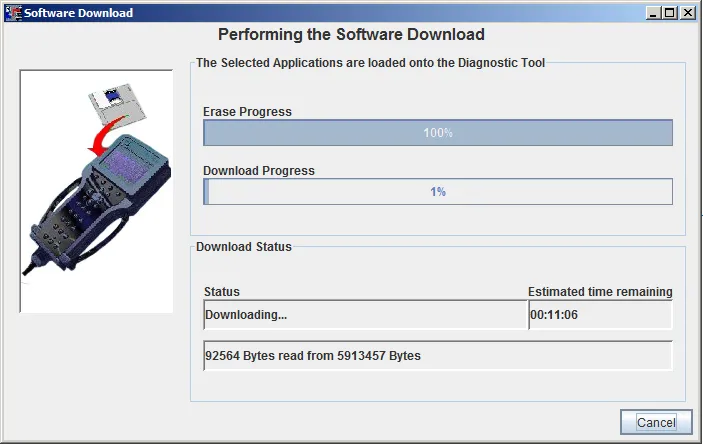 Software Download
Performing the Software Download
The Selected Applications are loaded onto the Diagnostic Tool
Erase Progress
100%
Download Progress
1%
Download Status
Status
Estimated time remaining
Downloading...
00:11:06
92564 Bytes read from 5913457 Bytes
Cancel